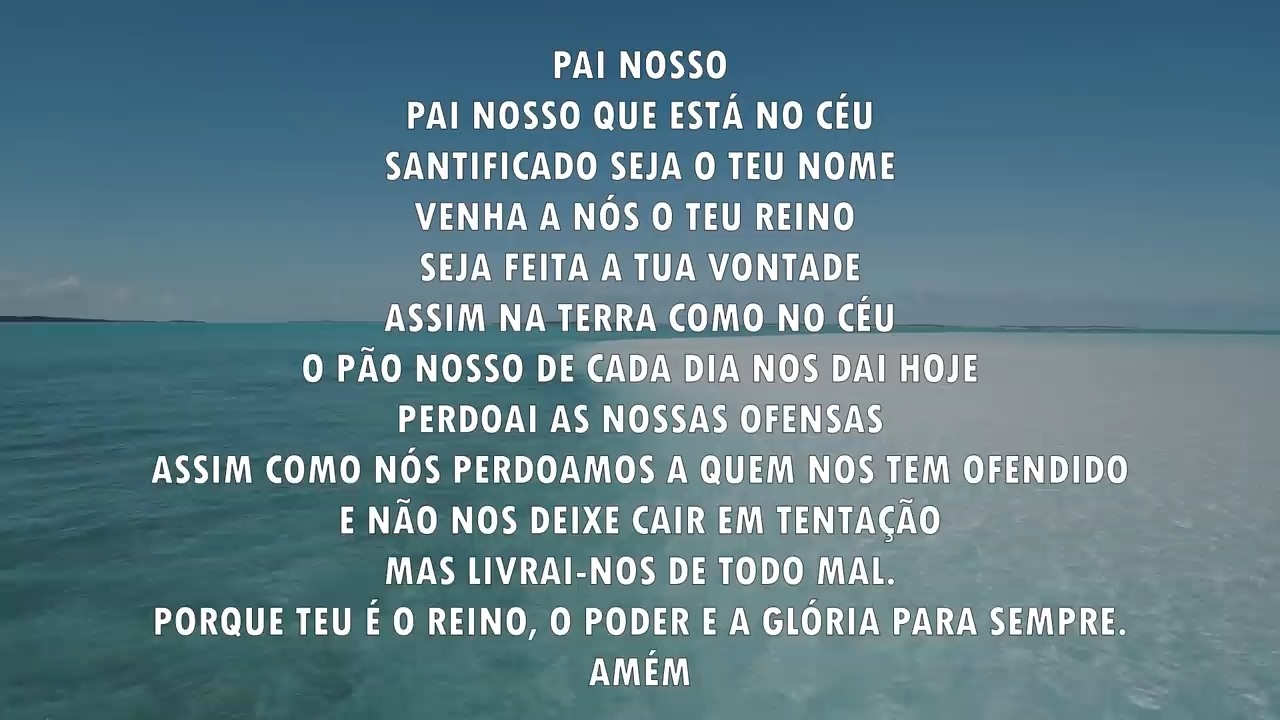 PAI NOSSO
PAI NOSSO QUE ESTÁ NO CÉU
SANTIFICADO SEJA O TEU NOME
VENHA A NÓS O TEU REINO
SEJA FEITA A TUA VONTADE
ASSIM NA TERRA COMO NO CÉU
O PÃO NOSSO DE CADA DIA NOS DAI HOJE
PERDOAI AS NOSSAS OFENSAS
ASSIM COMO NÓS PERDOAMOS A QUEM NOS TEM OFENDIDO
E NÃO NOS DEIXE CAIR EM TENTAÇÃO
MAS LIVRAI-NOS DE TODO MAL.
PORQUE TEU É O REINO, O PODER E A GLÓRIA PARA SEMPRE.
AMÉM